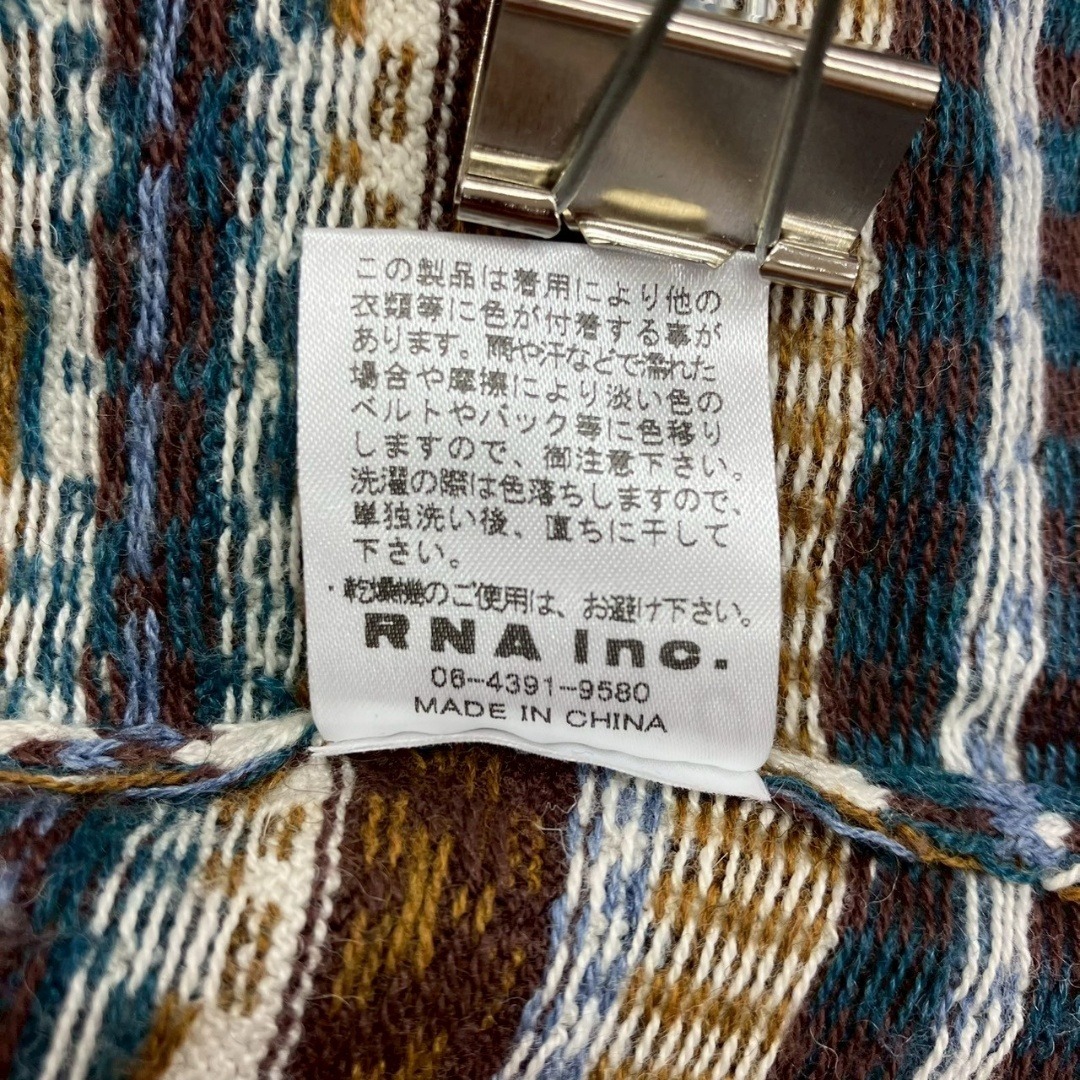 この製品は着用により他の
衣類等に色が付着する事が
あります。雨や汗などで濡れた
場合や摩擦により淡い色の
ベルトやバック等に色移り
しますので、御注意下さい。
洗濯の際は色落ちしますので、
単独洗い後、直ちに干して
下さい。
・乾燥機のご使用は、お避け下さい。
RNA Inc.
06-4391-9580
MADE IN CHINA